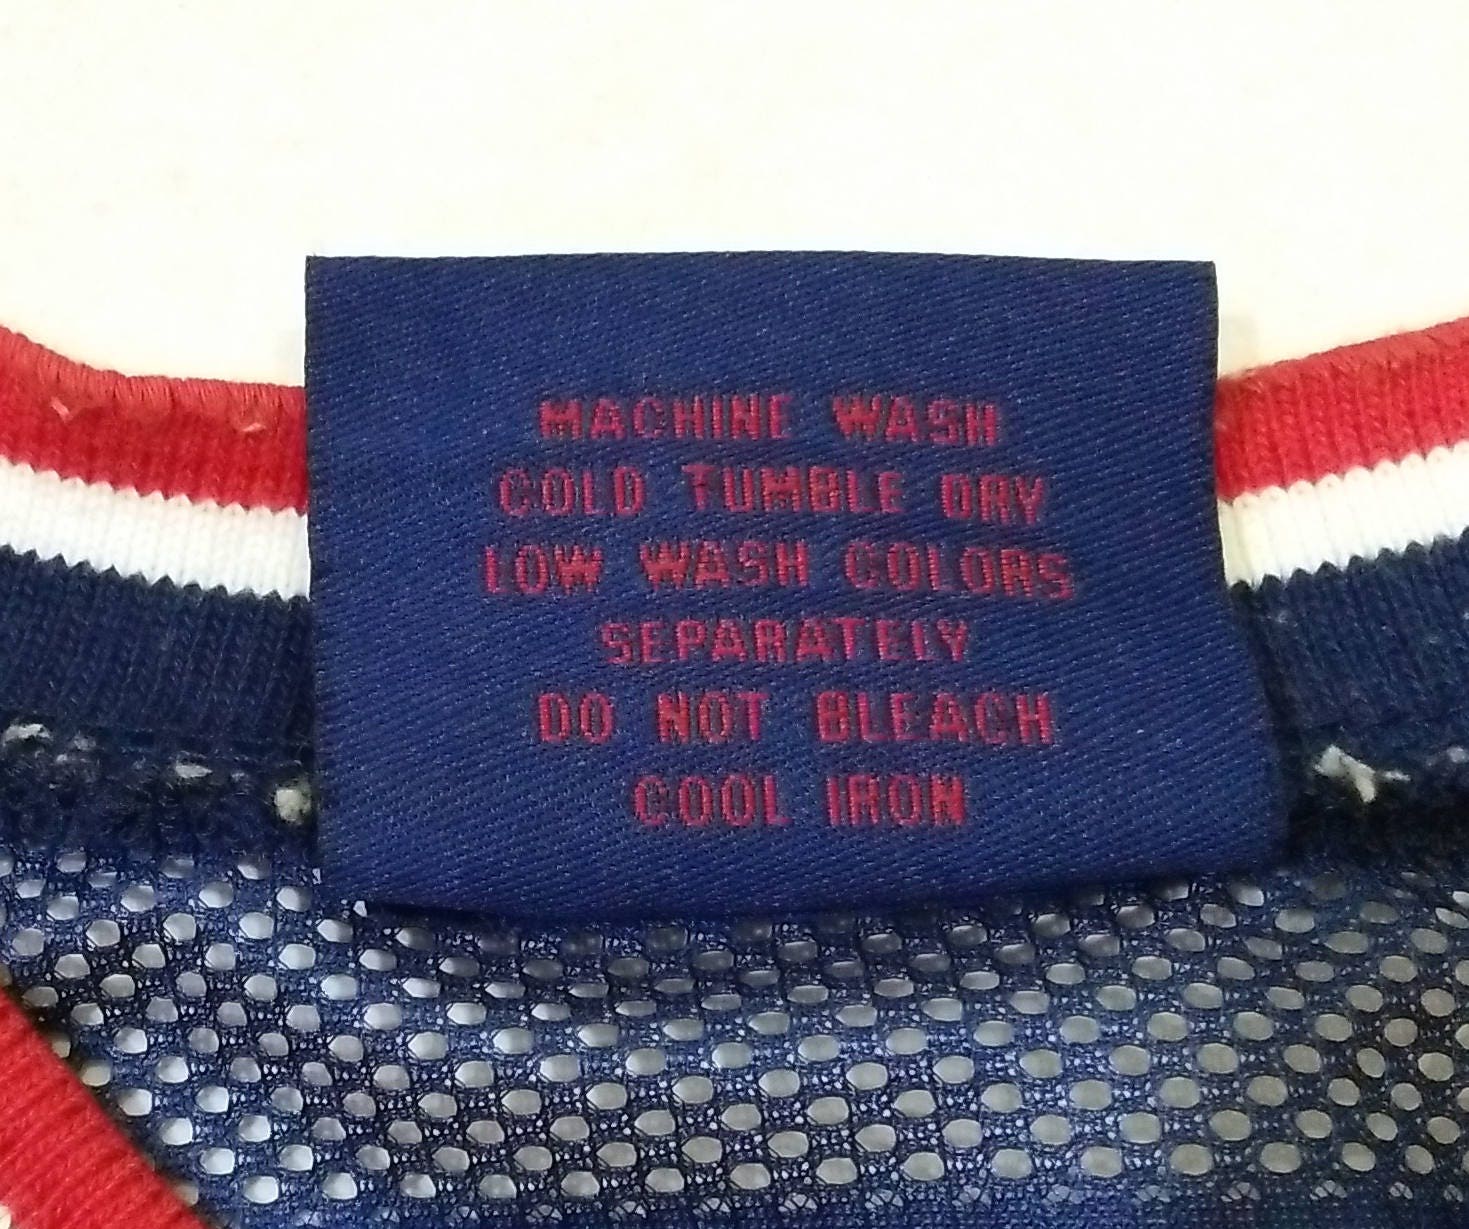 MACHINE WASH
COLD TUMBLE DRY
LOW WASH COLORS
SEPARATELY
DO NOT BLEACH
COOL IRON